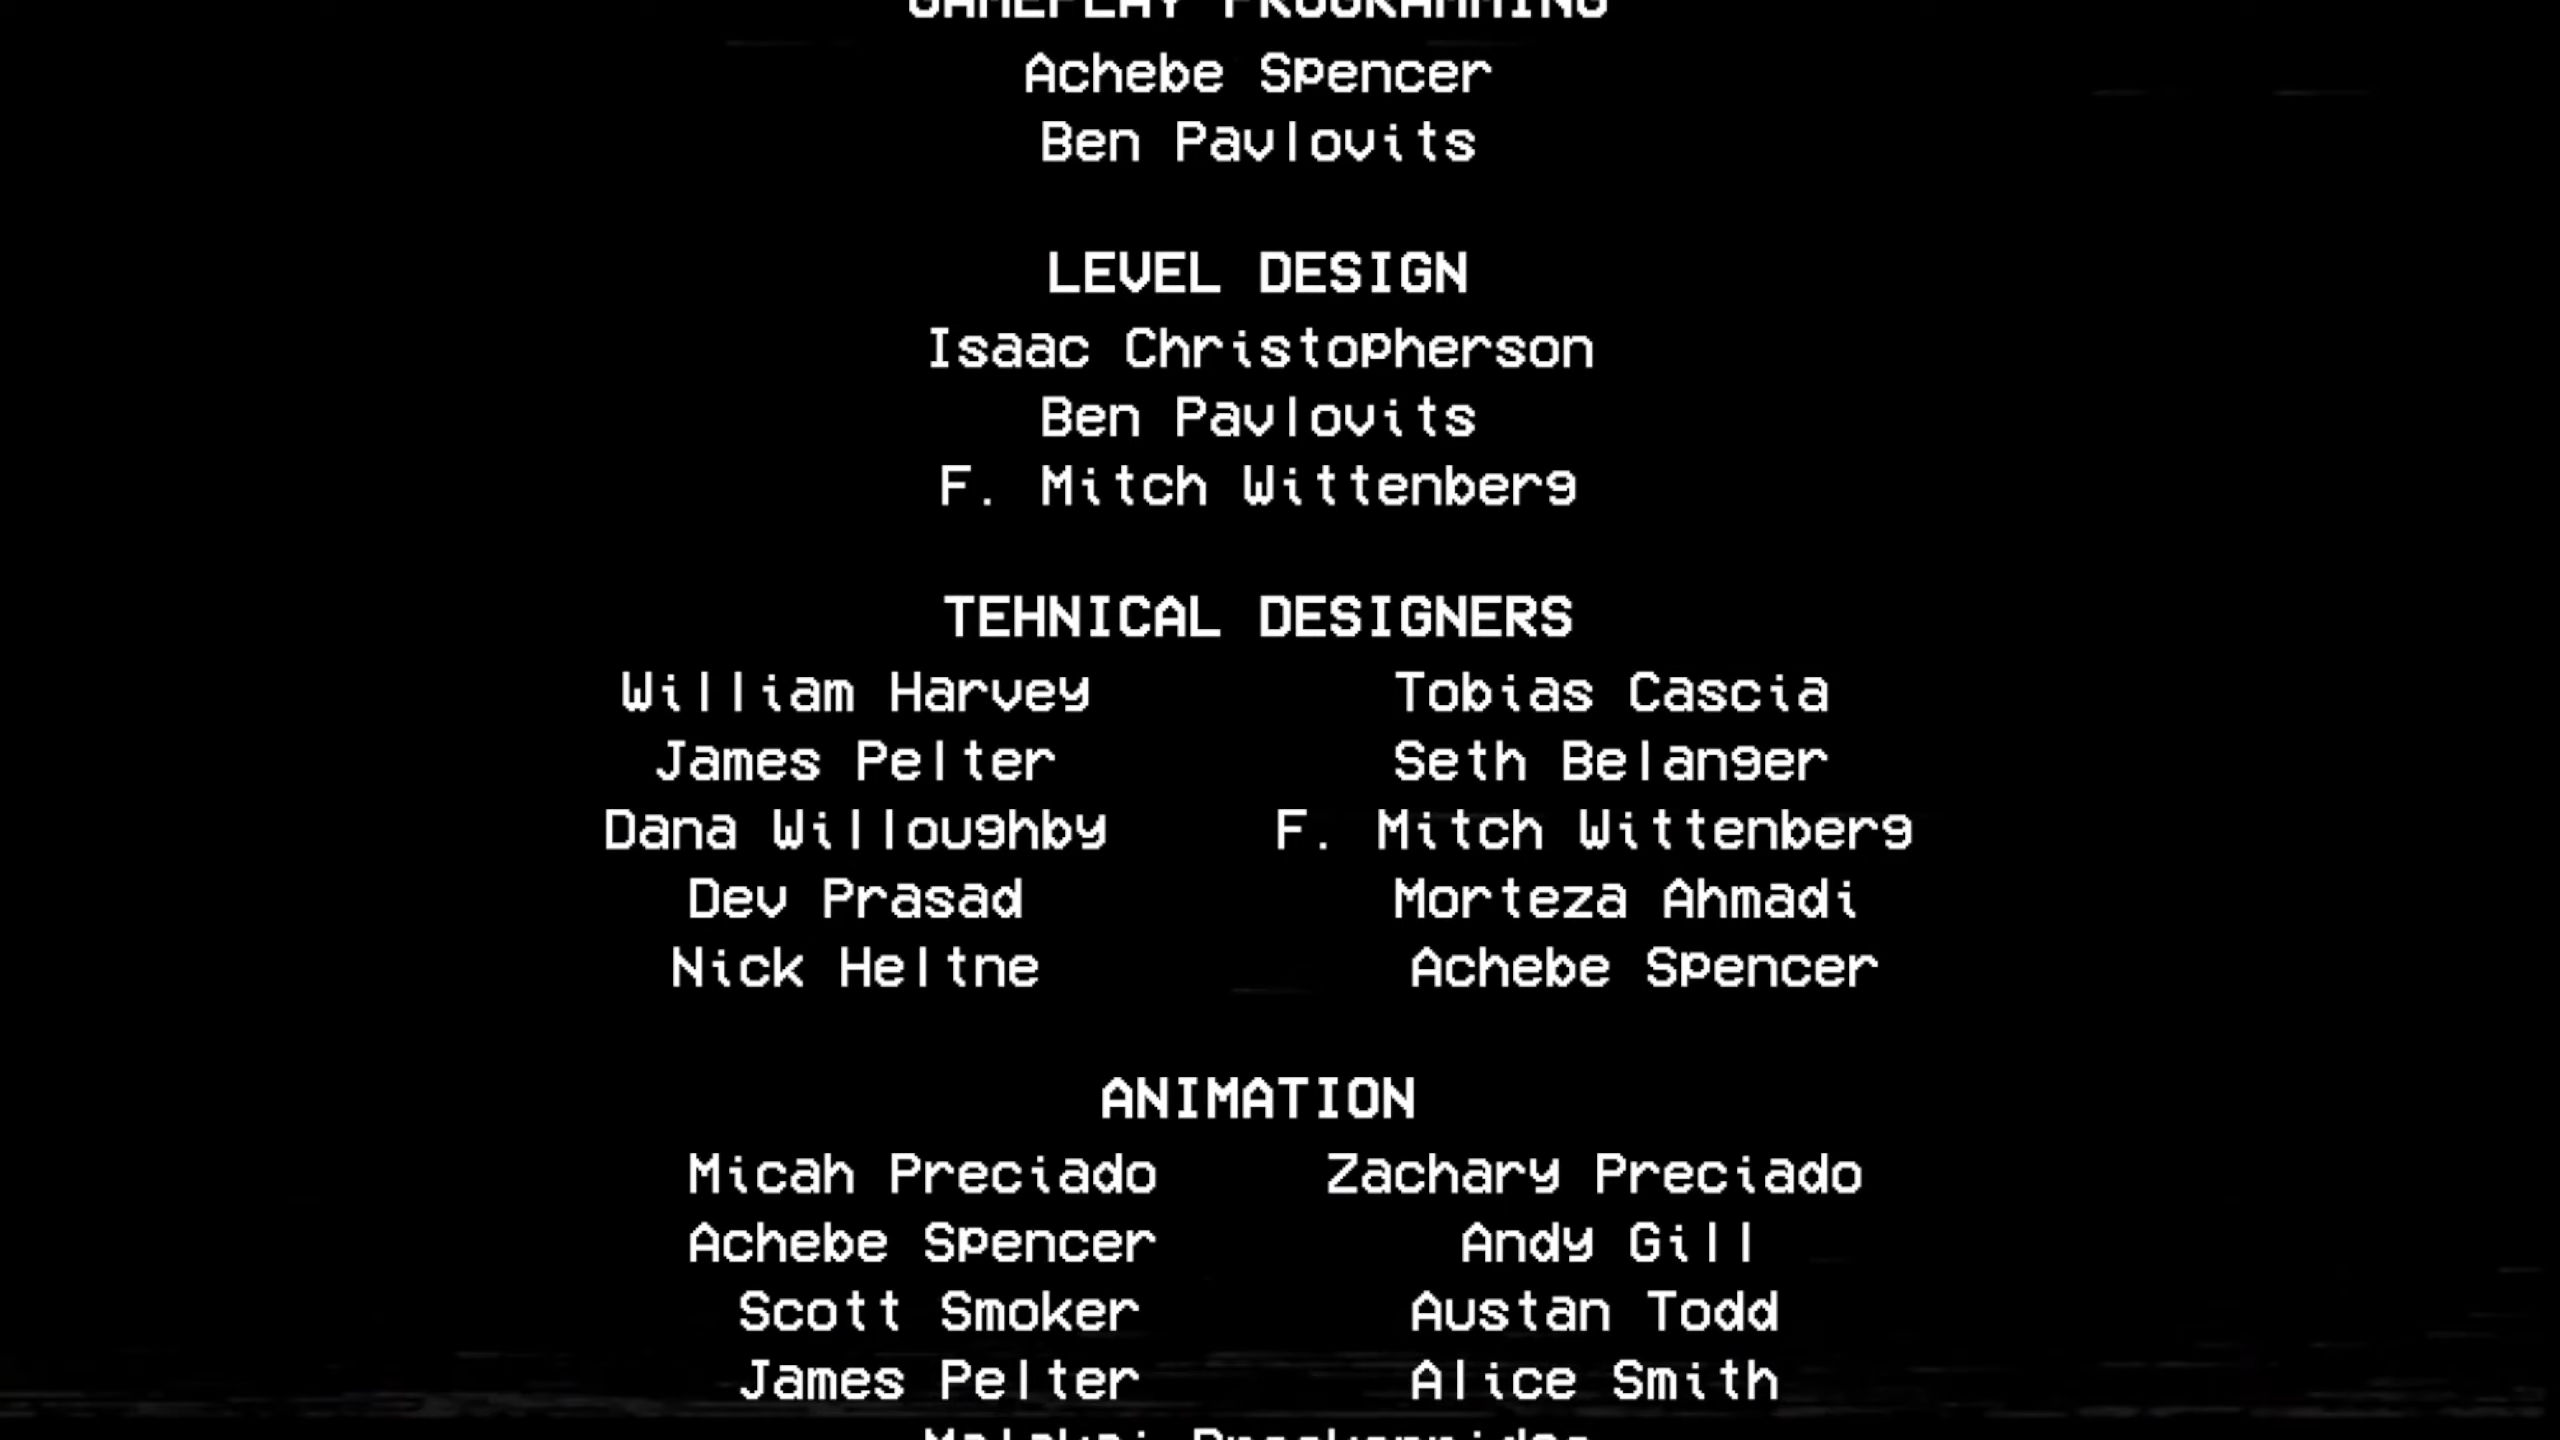 GAMEPLAY PROGRAMMING
Achebe Spencer
Ben Pavlovits
LEVEL DESIGN
Isaac Christopherson
Ben Pavlovits
F. Mitch Wittenberg
TEHNICAL DESIGNERS
William Harvey Tobias Cascia
James Pelter Seth Belanger
Dana Willoughby F. Mitch Wittenberg
Dev Prasad Morteza Ahmadi
Nick Heltne Achebe Spencer
ANIMATION
Micah Preciado Zachary Preciado
Achebe Spencer Andy Gill
Scott Smoker Austan Todd
James Pelter Alice Smith